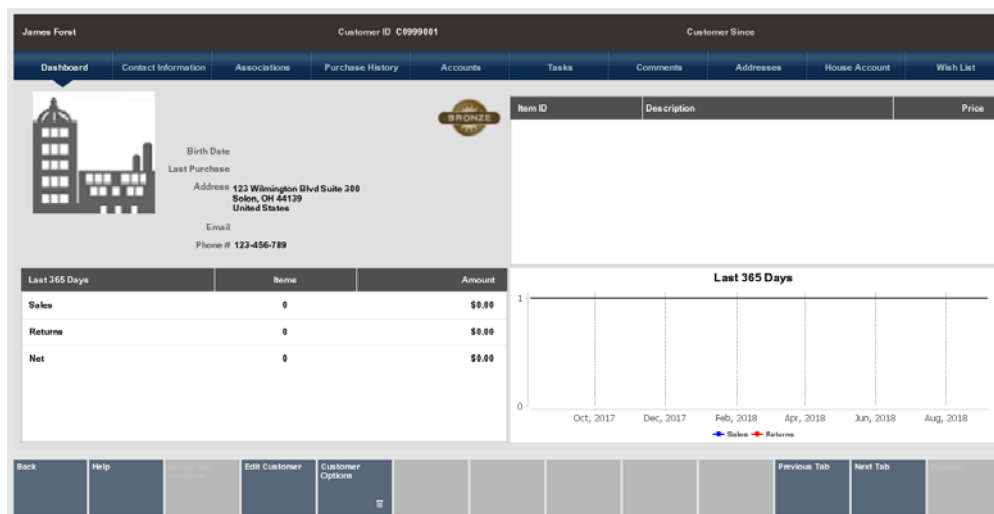 James Forst Customer ID C0999001 Customer Since
Dashboard Contact Information Associations Purchase History Accounts Tasks Comments Addresses House Account Wish List
BRONZE
Birth Date
Last Purchase
Address 123 Wilmington Blvd Suite 300
Solon, OH 44139
United States
Email
Phone # 123-456-789
Item ID Description Price
Last 365 Days Items Amount
Sales 0 $0.00
Returns 0 $0.00
Net 0 $0.00
Last 365 Days
1
0
Oct, 2017 Dec, 2017 Feb, 2018 Apr, 2018 Jun, 2018 Aug, 2018
Sales Returns
Back Help Edit Customer Customer Previous Tab Next Tab
Options